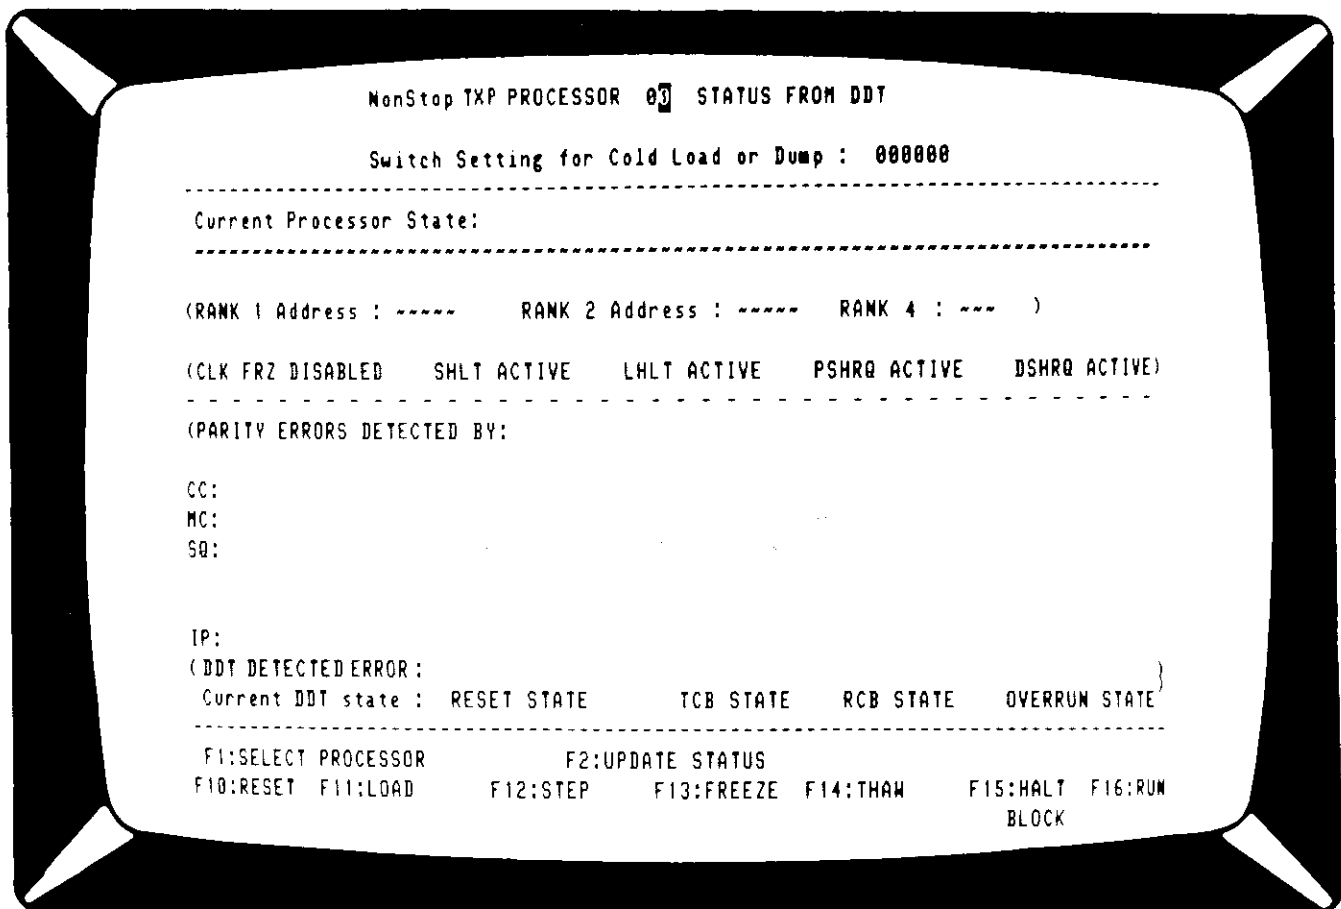 NonStop TXP PROCESSOR 03 STATUS FROM DDT
Switch Setting for Cold Load or Dump : 000000
Current Processor State:
(RANK 1 Address : ~~~~~ RANK 2 Address : ~~~~~ RANK 4 : ~~~ )
(CLK FRZ DISABLED SHLT ACTIVE LHLT ACTIVE PSHRQ ACTIVE DSHRQ ACTIVE)
(PARITY ERRORS DETECTED BY:
CC:
MC:
SQ:
IP:
(DDT DETECTED ERROR : )
Current DDT state : RESET STATE TCB STATE RCB STATE OVERRUN STATE)
F1:SELECT PROCESSOR F2:UPDATE STATUS
F10:RESET F11:LOAD F12:STEP F13:FREEZE F14:THAW F15:HALT F16:RUN
BLOCK